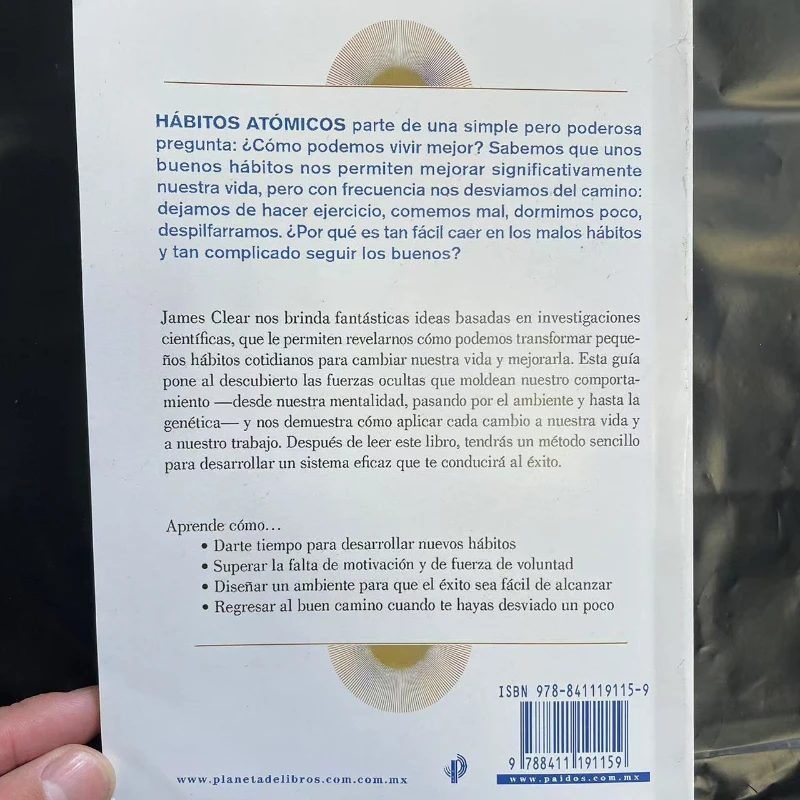 HÁBITOS ATÓMICOS parte de una simple pero poderosa
pregunta: ¿Cómo podemos vivir mejor? Sabemos que unos
buenos hábitos nos permiten mejorar significativamente
nuestra vida, pero con frecuencia nos desviamos del camino:
dejamos de hacer ejercicio, comemos mal, dormimos poco,
despilfarramos. ¿Por qué es tan fácil caer en los malos hábitos
y tan complicado seguir los buenos?
James Clear nos brinda fantásticas ideas basadas en investigaciones
científicas, que le permiten revelarnos cómo podemos transformar peque-
ños hábitos cotidianos para cambiar nuestra vida y mejorarla. Esta guía
pone al descubierto las fuerzas ocultas que moldean nuestro comporta-
miento —desde nuestra mentalidad, pasando por el ambiente y hasta la
genética— y nos demuestra cómo aplicar cada cambio a nuestra vida y
a nuestro trabajo. Después de leer este libro, tendrás un método sencillo
para desarrollar un sistema eficaz que te conducirá al éxito.
Aprende cómo...
• Darte tiempo para desarrollar nuevos hábitos
• Superar la falta de motivación y de fuerza de voluntad
• Diseñar un ambiente para que el éxito sea fácil de alcanzar
• Regresar al buen camino cuando te hayas desviado un poco
ISBN 978-841119115-9
9 788411 191159
www.planetadelibros.com.com.mx
www.paidos.com.mx